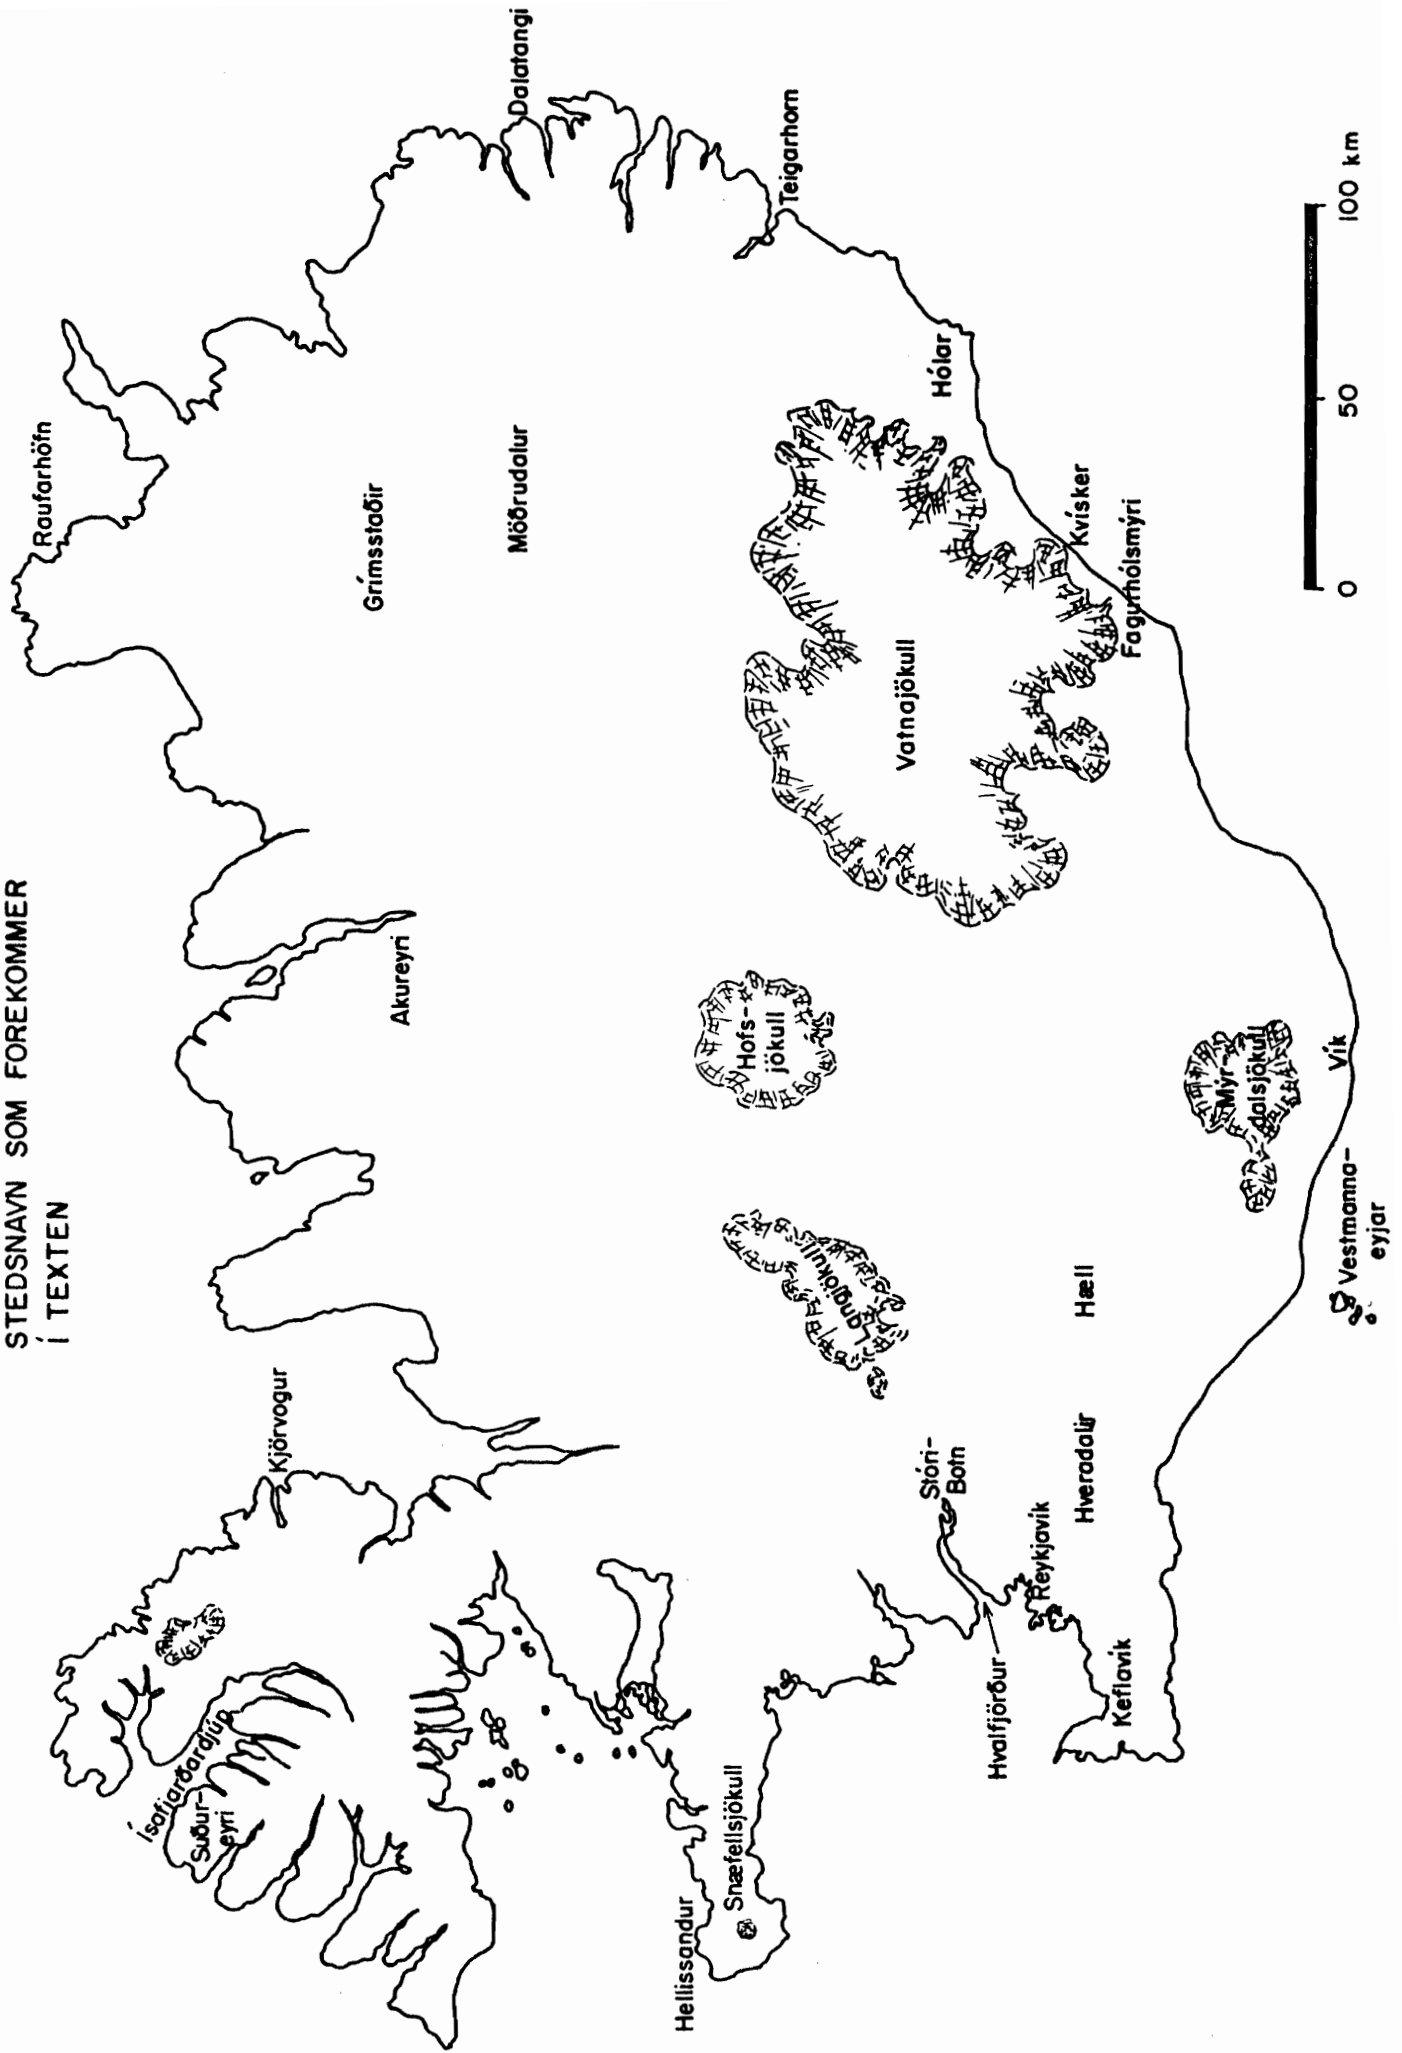 STEDSNAVN SOM FOREKOMMER
Í TEXTEN
Raufarhöfn
Grímsstaðir
Möðrudalur
Dalatangi
Teigarhorn
Akureyri
Kjörvogur
Ísafjarðardjúp
Suður-
eyri
Hólar
Kvísker
Fagurhólsmýri
Vatnajökull
Hofs-
jökull
Langjökull
Mýr-
dalsjökull
Vík
Vestmanna-
eyjar
Hæll
Hveradalir
Stóri-
Botn
Reykjavík
Hvalfjörður
Keflavík
Snæfellsjökull
Hellissandur
0 50 100 km